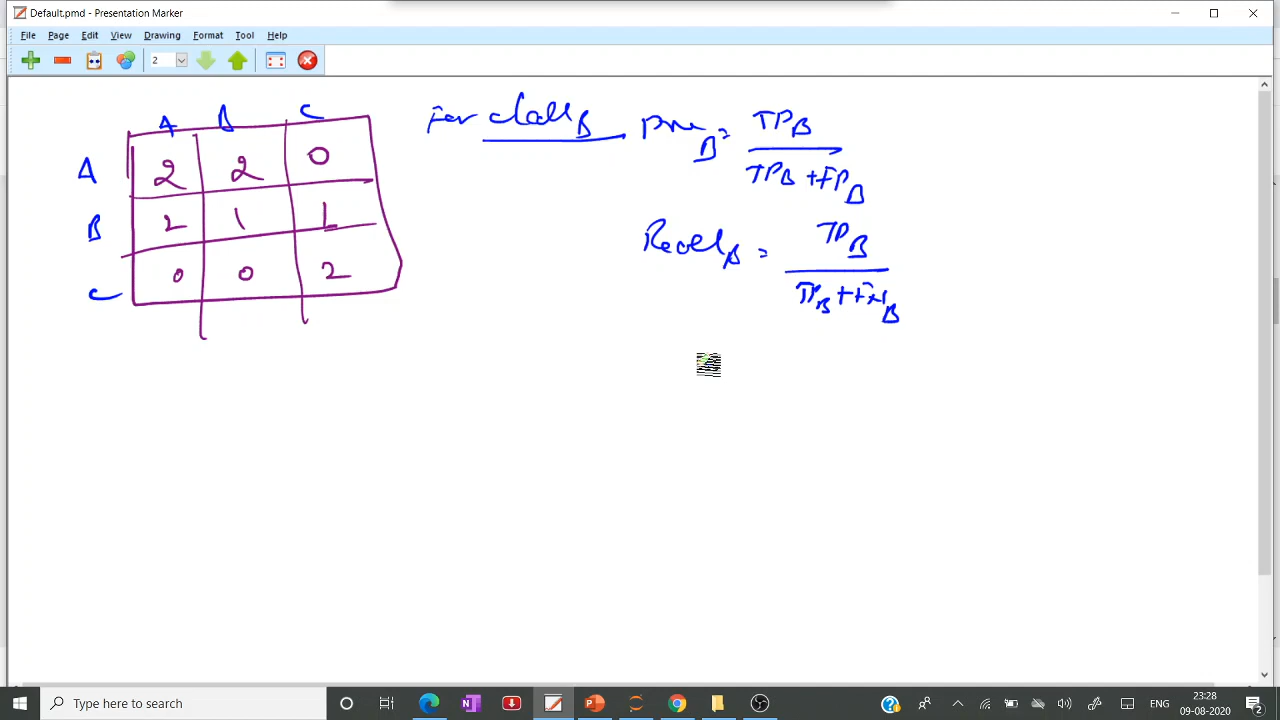 Default.pmd - Presentation Marker
File Page Edit View Drawing Format Tool Help
2
A B C
A 2 2 0
B 2 1 1
C 0 0 2
For class B Pre B = TP B / TP B + FP B
Recall B = TP B / TP B + FN B
Type here to search
ENG
23:28
09-08-2020
2